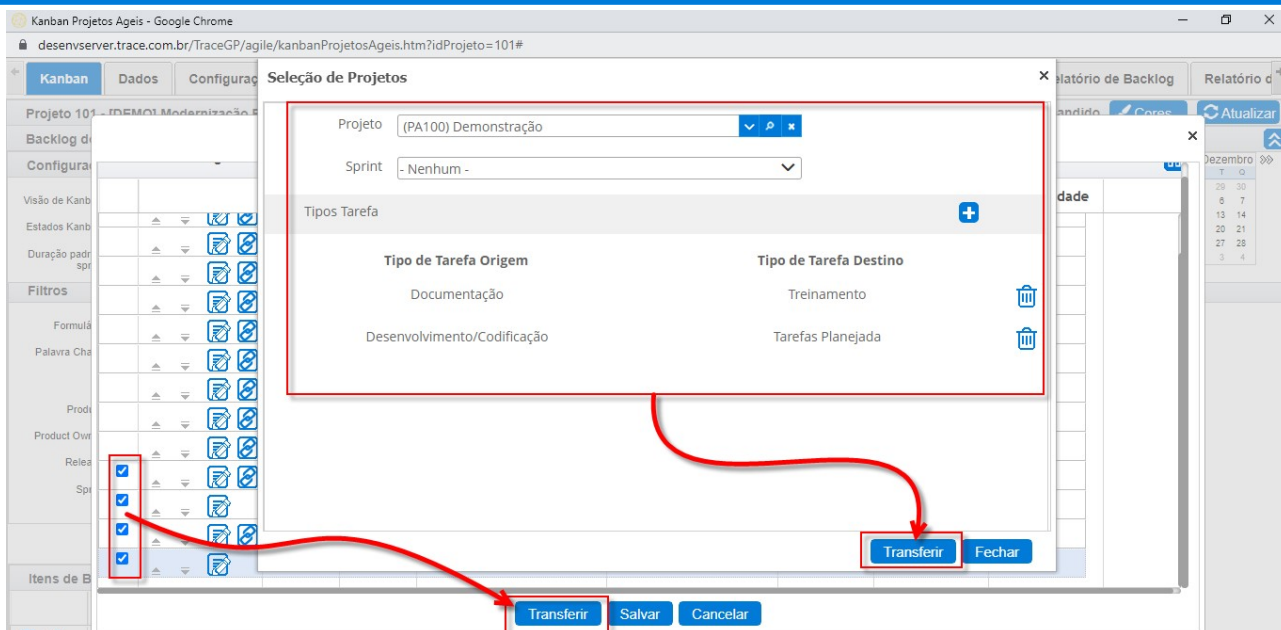 Kanban Projetos Ageis - Google Chrome
desenvserver.trace.com.br/TraceGP/agile/kanbanProjetosAgeis.htm?idProjeto=101#
Kanban Dados Configuraç elatório de Backlog Relatório d
Seleção de Projetos
Projeto 101 - [DEMO] Modernização Cores Atualizar
Projeto (PA100) Demonstração
Backlog d
Configura Dezembro
Sprint - Nenhum -
T Q
29 30
Visão de Kanb dade 6 7
Tipos Tarefa 13 14
Estados Kanb 20 21
Duração padr 27 28
spr 3 4
Tipo de Tarefa Origem Tipo de Tarefa Destino
Filtros
Documentação Treinamento
Formulá
Desenvolvimento/Codificação Tarefas Planejada
Palavra Cha
Produ
Product Own
Relea
Spr
Transferir Fechar
Itens de B
Transferir Salvar Cancelar